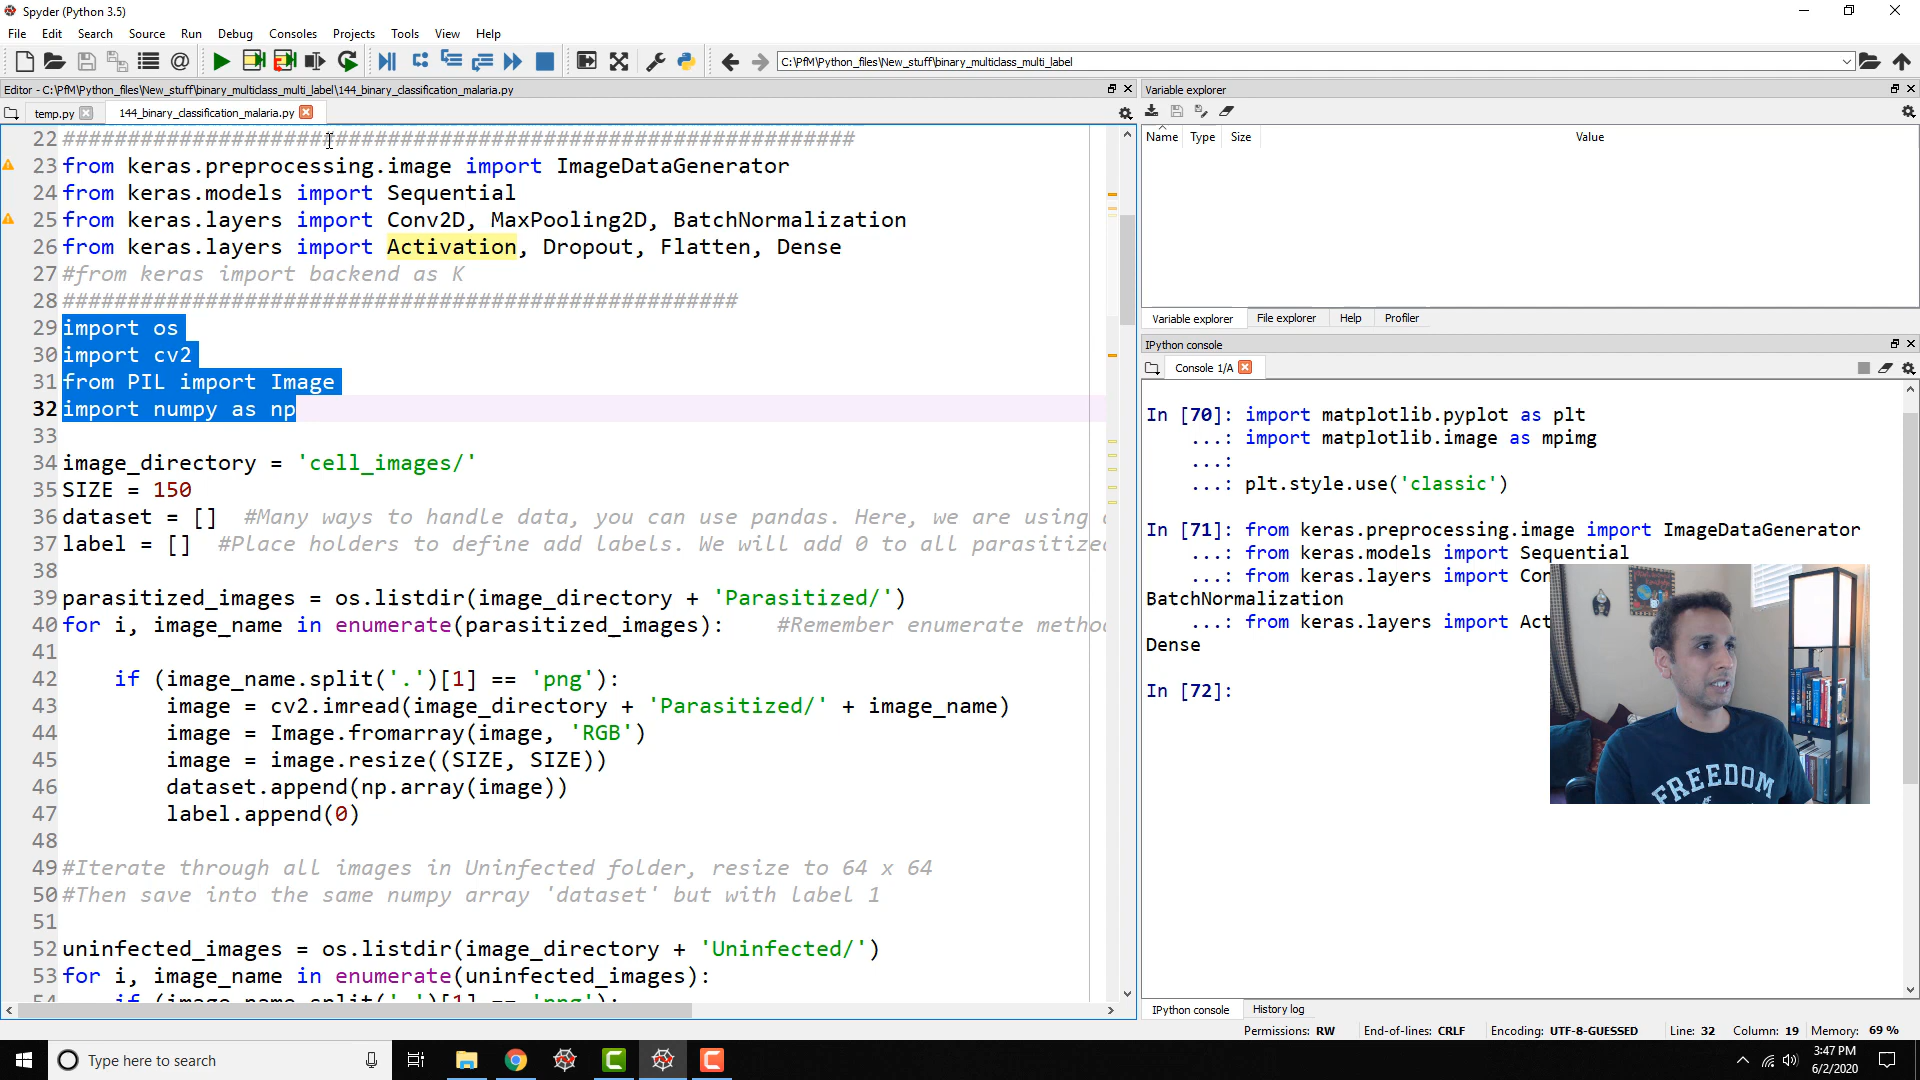 Spyder (Python 3.5)
File Edit Search Source Run Debug Consoles Projects Tools View Help
C:\PfM\Python_files\New_stuff\binary_multiclass_multi_label
Editor - C:\PfM\Python_files\New_stuff\binary_multiclass_multi_label\144_binary_classification_malaria.py
temp.py 144_binary_classification_malaria.py
22 #############################################################
23 from keras.preprocessing.image import ImageDataGenerator
24 from keras.models import Sequential
25 from keras.layers import Conv2D, MaxPooling2D, BatchNormalization
26 from keras.layers import Activation, Dropout, Flatten, Dense
27 #from keras import backend as K
28 ####################################################
29 import os
30 import cv2
31 from PIL import Image
32 import numpy as np
33
34 image_directory = 'cell_images/'
35 SIZE = 150
36 dataset = []  #Many ways to handle data, you can use pandas. Here, we are using
37 label = []  #Place holders to define add labels. We will add 0 to all parasitized
38
39 parasitized_images = os.listdir(image_directory + 'Parasitized/')
40 for i, image_name in enumerate(parasitized_images):    #Remember enumerate method
41
42     if (image_name.split('.')[1] == 'png'):
43         image = cv2.imread(image_directory + 'Parasitized/' + image_name)
44         image = Image.fromarray(image, 'RGB')
45         image = image.resize((SIZE, SIZE))
46         dataset.append(np.array(image))
47         label.append(0)
48
49 #Iterate through all images in Uninfected folder, resize to 64 x 64
50 #Then save into the same numpy array 'dataset' but with label 1
51
52 uninfected_images = os.listdir(image_directory + 'Uninfected/')
53 for i, image_name in enumerate(uninfected_images):
54     if (image_name.split('.')[1] == 'png'):
Variable explorer
Name Type Size Value
Variable explorer File explorer Help Profiler
IPython console
Console 1/A
In [70]: import matplotlib.pyplot as plt
...: import matplotlib.image as mpimg
...:
...: plt.style.use('classic')
In [71]: from keras.preprocessing.image import ImageDataGenerator
...: from keras.models import Sequential
...: from keras.layers import Con
BatchNormalization
...: from keras.layers import Act
Dense
In [72]:
FREEDOM
IPython console History log
Permissions: RW End-of-lines: CRLF Encoding: UTF-8-GUESSED Line: 32 Column: 19 Memory: 69 %
Type here to search
3:47 PM
6/2/2020